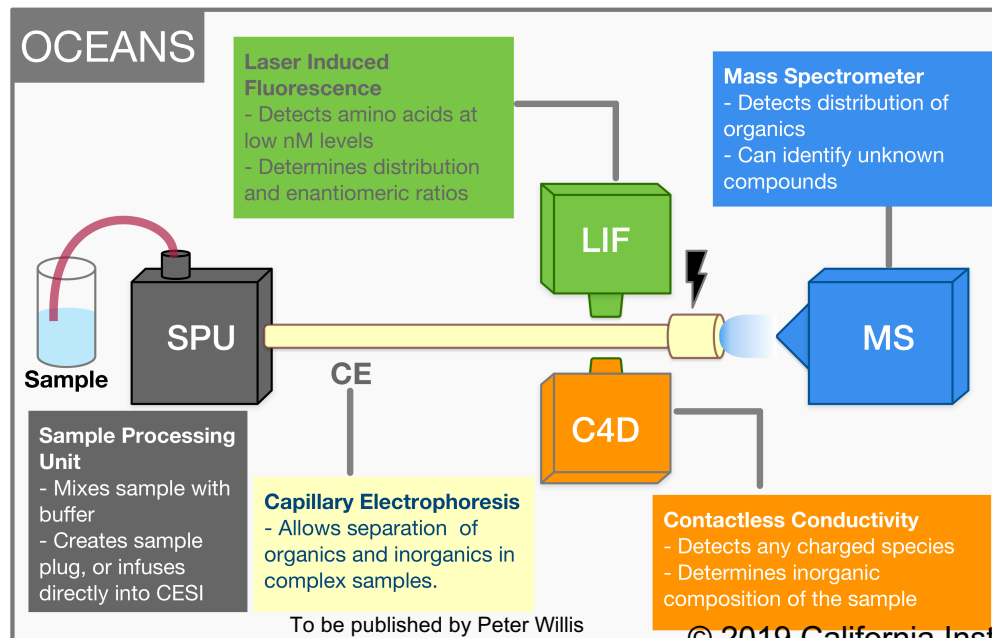 OCEANS
Laser Induced
Fluorescence
- Detects amino acids at
low nM levels
- Determines distribution
and enantiomeric ratios
Mass Spectrometer
- Detects distribution of
organics
- Can identify unknown
compounds
LIF
SPU
MS
Sample
CE
C4D
Sample Processing
Unit
- Mixes sample with
buffer
- Creates sample
plug, or infuses
directly into CESI
Capillary Electrophoresis
- Allows separation of
organics and inorganics in
complex samples.
Contactless Conductivity
- Detects any charged species
- Determines inorganic
composition of the sample
To be published by Peter Willis
© 2019 California